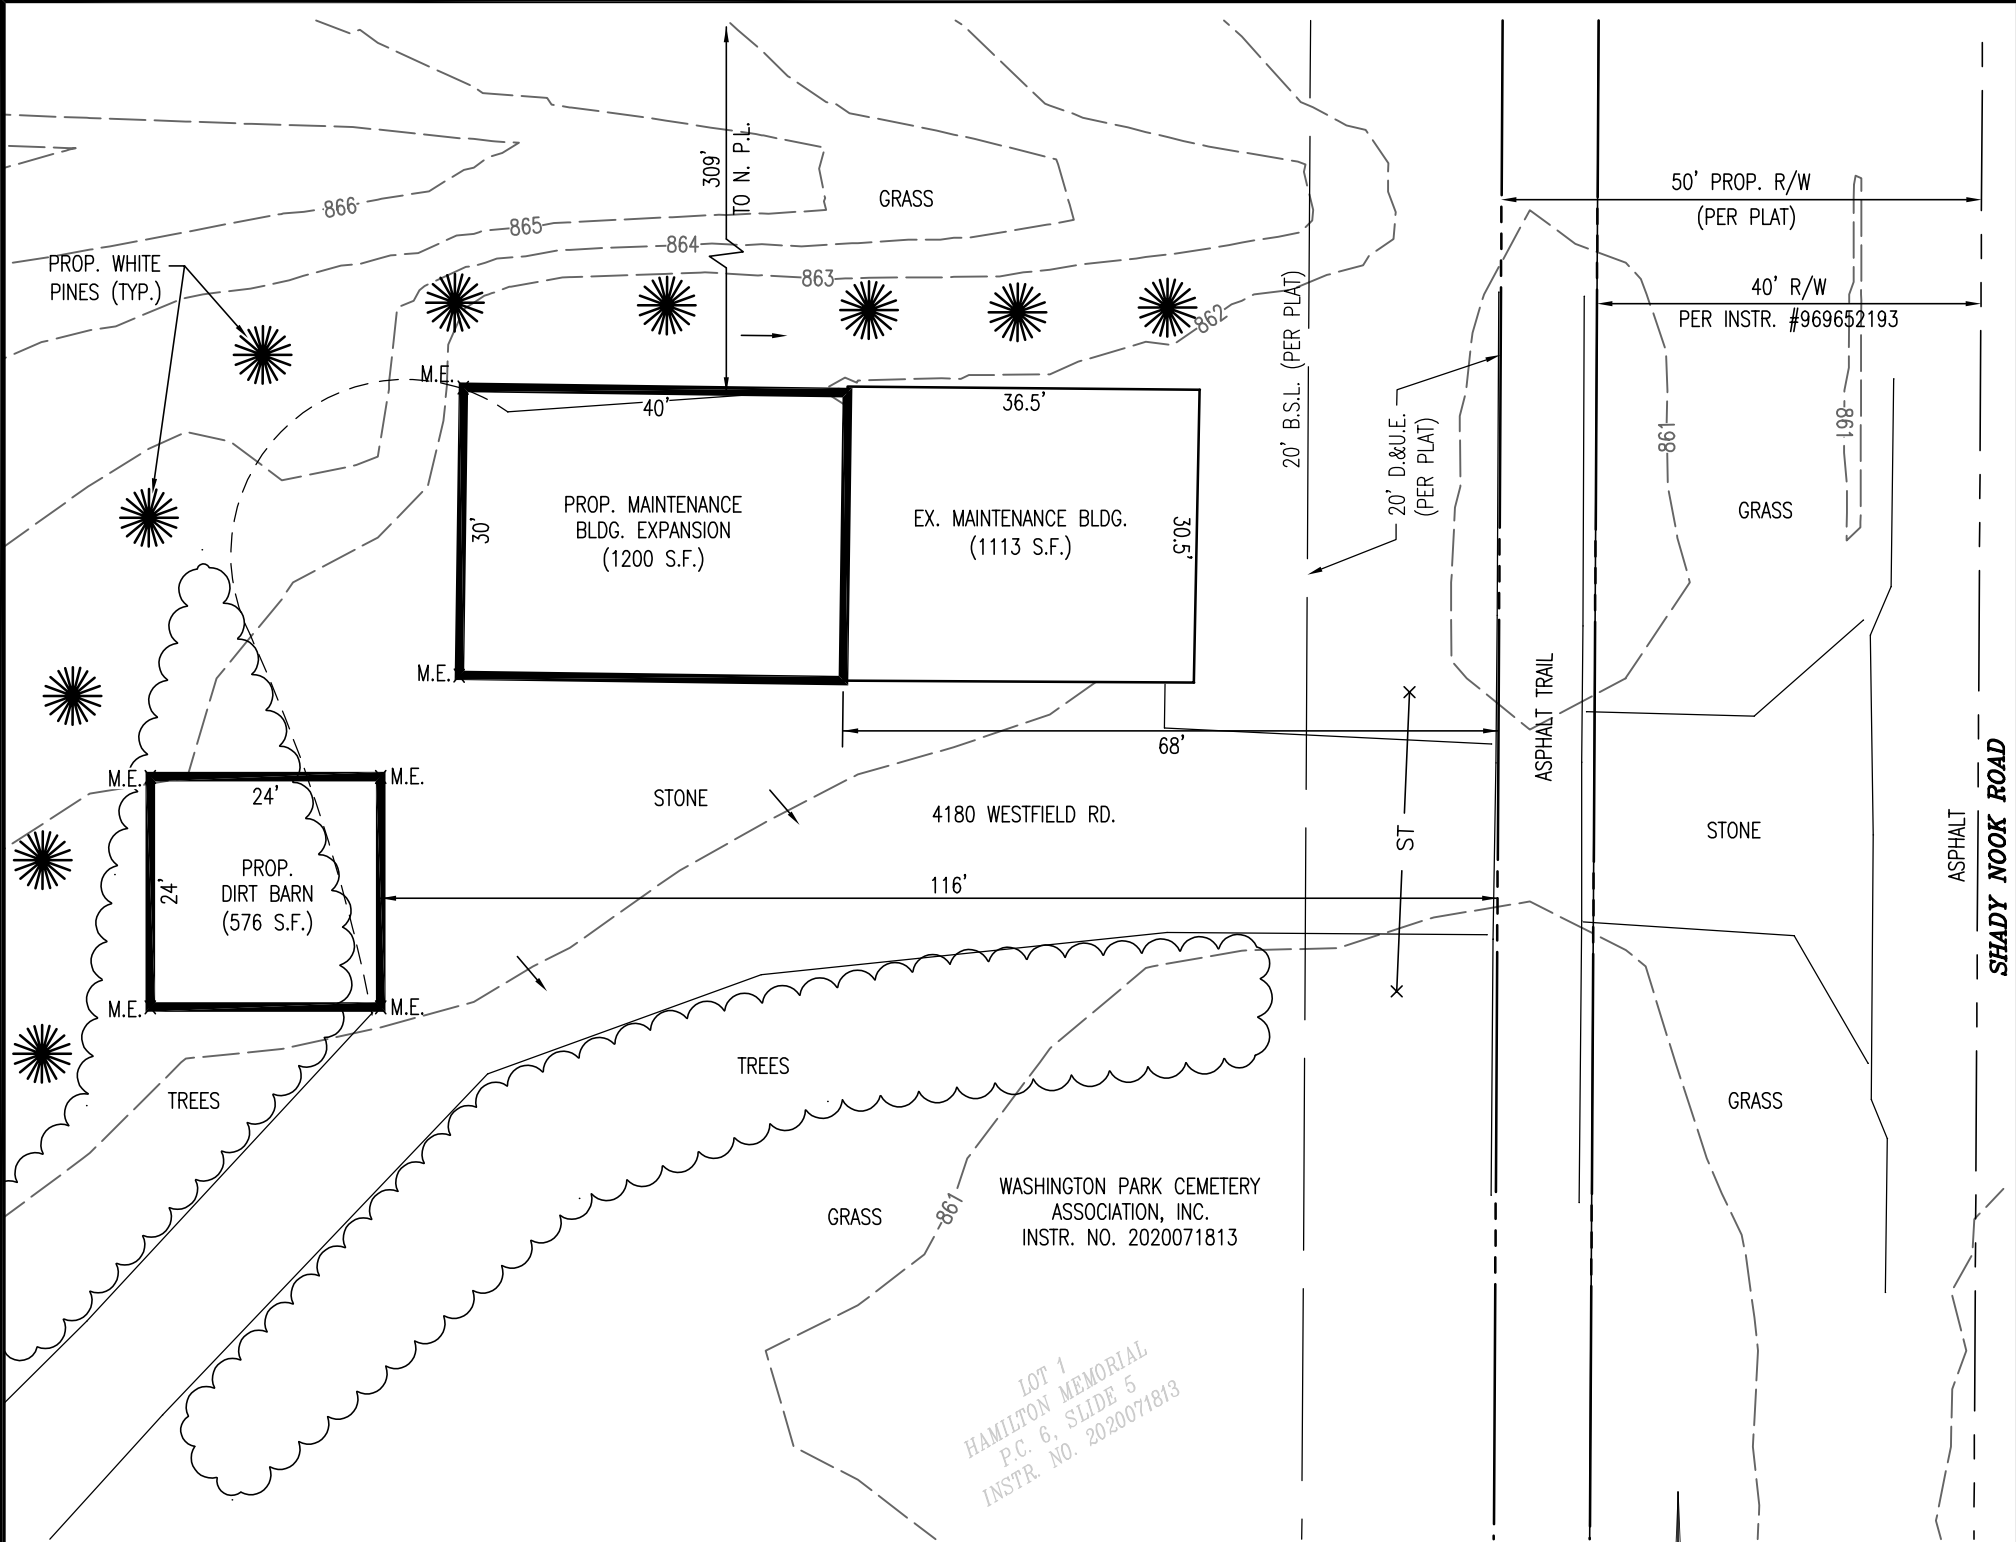 309'
TO N. P.L.
GRASS
866
865
864
863
862
PROP. WHITE
PINES (TYP.)
50' PROP. R/W
(PER PLAT)
40' R/W
PER INSTR. #969652193
20' B.S.L. (PER PLAT)
20' D.&U.E.
(PER PLAT)
861
861
GRASS
M.E.
40'
36.5'
30'
PROP. MAINTENANCE
BLDG. EXPANSION
(1200 S.F.)
EX. MAINTENANCE BLDG.
(1113 S.F.)
30.5'
M.E.
68'
ASPHALT TRAIL
M.E.
M.E.
24'
STONE
4180 WESTFIELD RD.
ST
STONE
ASPHALT
SHADY NOOK ROAD
24'
PROP.
DIRT BARN
(576 S.F.)
116'
M.E.
M.E.
TREES
TREES
GRASS
GRASS
861
WASHINGTON PARK CEMETERY
ASSOCIATION, INC.
INSTR. NO. 2020071813
LOT 1
HAMILTON MEMORIAL
P.C. 6, SLIDE 5
INSTR. NO. 2020071813